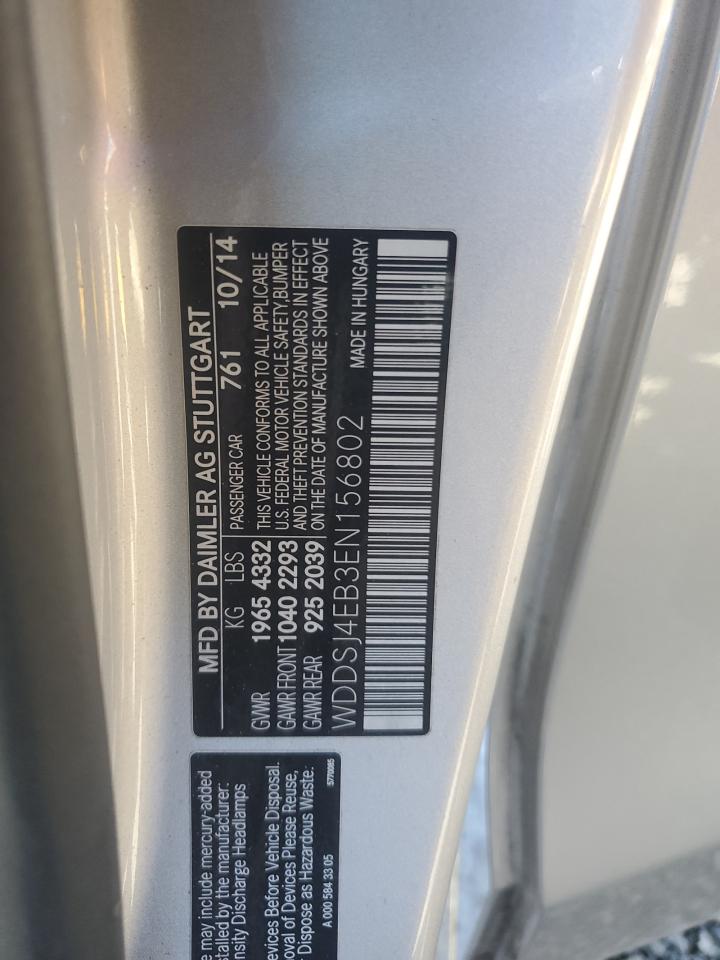 MFD BY DAIMLER AG STUTTGART
KG LBS PASSENGER CAR 761 10/14
GVWR 1965 4332 THIS VEHICLE CONFORMS TO ALL APPLICABLE
GAWR FRONT 1040 2293 U.S. FEDERAL MOTOR VEHICLE SAFETY,BUMPER
GAWR REAR 925 2039 AND THEFT PREVENTION STANDARDS IN EFFECT
ON THE DATE OF MANUFACTURE SHOWN ABOVE
WDDSJ4EB3EN156802 MADE IN HUNGARY
e may include mercury-added
stalled by the manufacturer:
nsity Discharge Headlamps
evices Before Vehicle Disposal.
oval of Devices Please Reuse,
Dispose as Hazardous Waste:
A 000 584 33 05 5770085